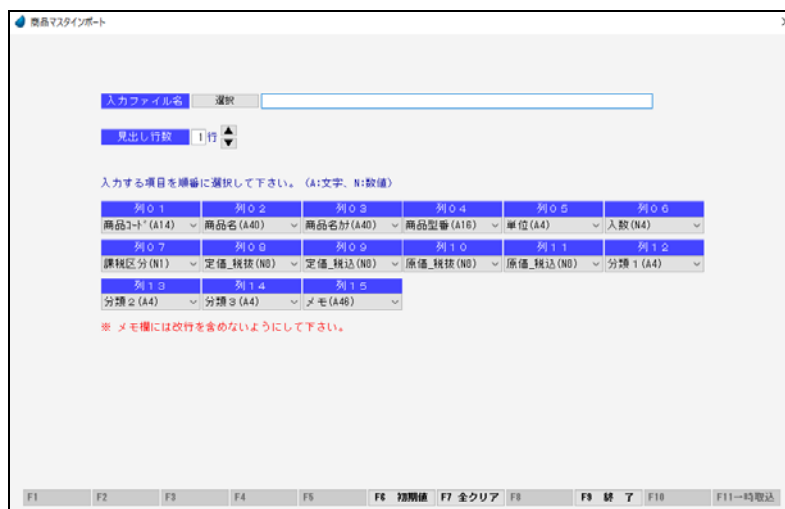 商品マスタインポート
入力ファイル名 選択
見出し行数 1 行
入力する項目を順番に選択して下さい。 (A:文字、N:数値)
列01 列02 列03 列04 列05 列06
商品ｺｰﾄﾞ(A14) 商品名(A40) 商品名ｶﾅ(A40) 商品型番(A16) 単位(A4) 入数(N4)
列07 列08 列09 列10 列11 列12
課税区分(N1) 定価_税抜(N8) 定価_税込(N8) 原価_税抜(N8) 原価_税込(N8) 分類1(A4)
列13 列14 列15
分類2(A4) 分類3(A4) メモ(A46)
※ メモ欄には改行を含めないようにして下さい。
F1 F2 F3 F4 F5 F6 初期値 F7 全クリア F8 F9 終 了 F10 F11一時取込